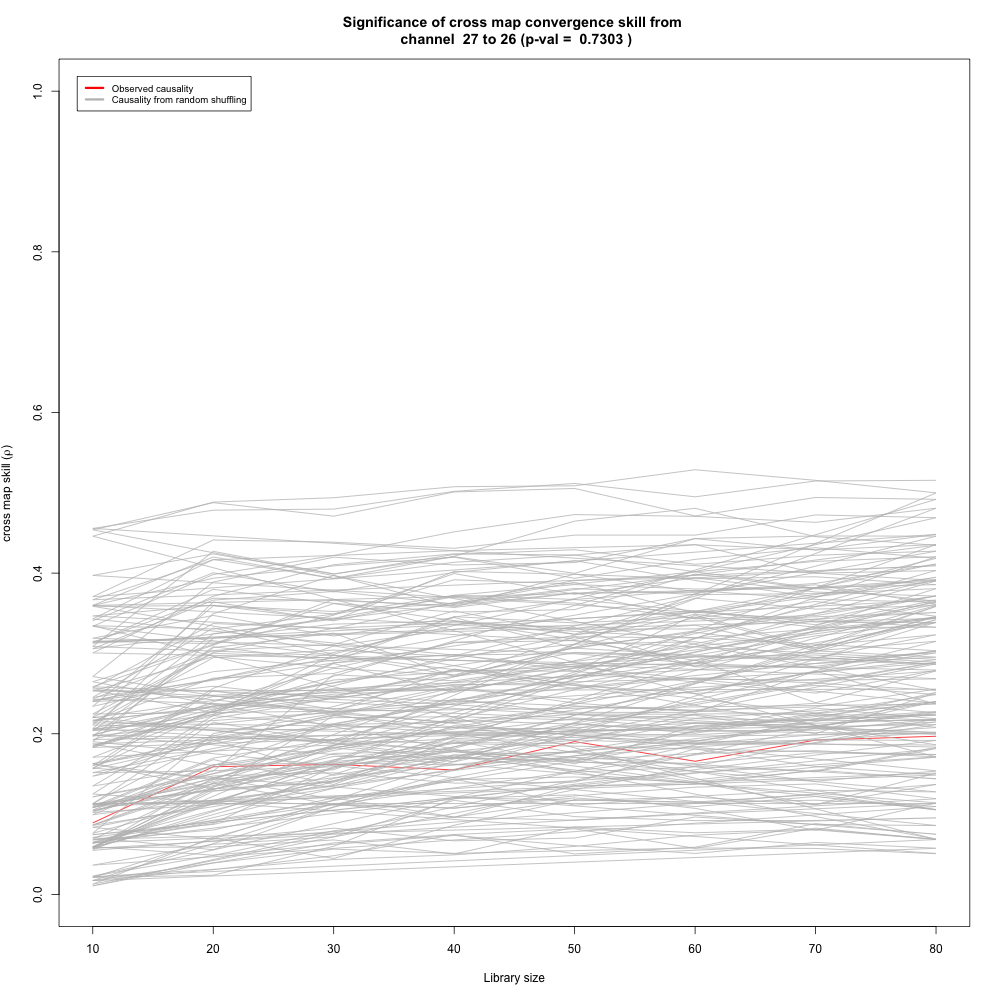 Significance of cross map convergence skill from
channel  27 to 26 (p-val =  0.7303 )
Observed causality
Causality from random shuffling
cross map skill (ρ)
1.0
0.8
0.6
0.4
0.2
0.0
10 20 30 40 50 60 70 80
Library size